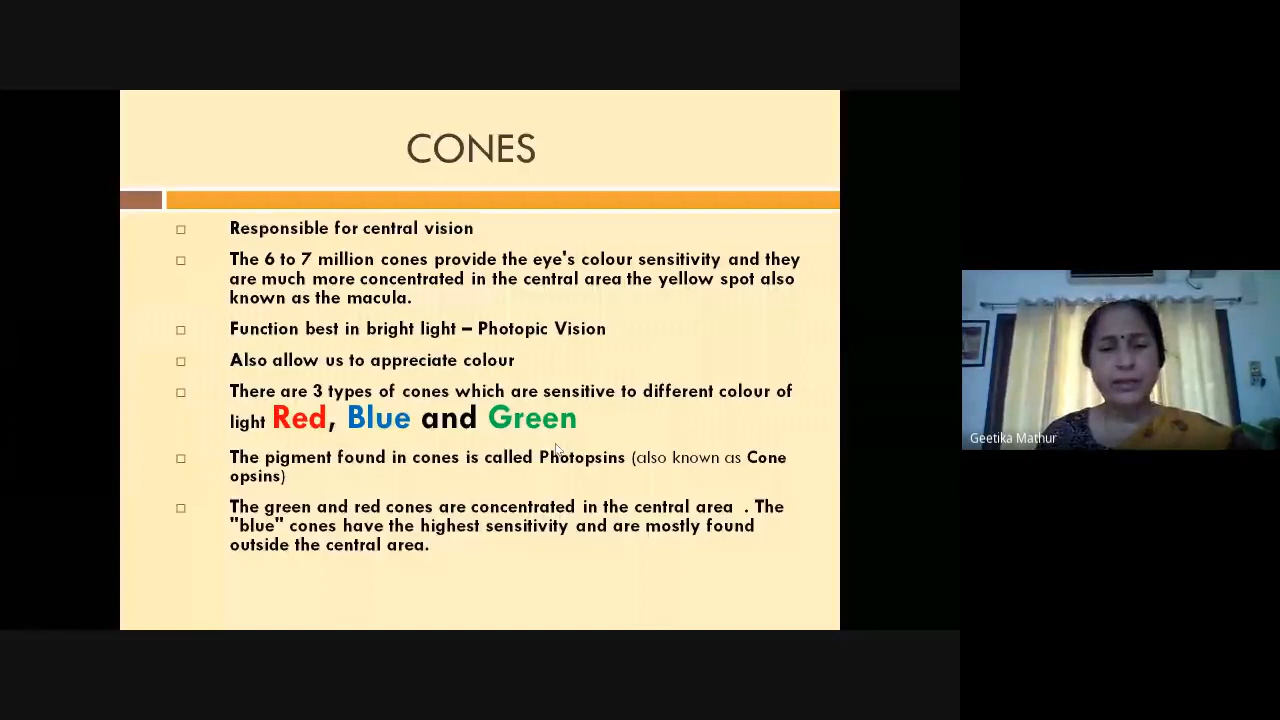 CONES
Responsible for central vision
The 6 to 7 million cones provide the eye's colour sensitivity and they
are much more concentrated in the central area the yellow spot also
known as the macula.
Function best in bright light – Photopic Vision
Also allow us to appreciate colour
There are 3 types of cones which are sensitive to different colour of
light Red, Blue and Green
The pigment found in cones is called Photopsins (also known as Cone
opsins)
The green and red cones are concentrated in the central area . The
"blue" cones have the highest sensitivity and are mostly found
outside the central area.
Geetika Mathur